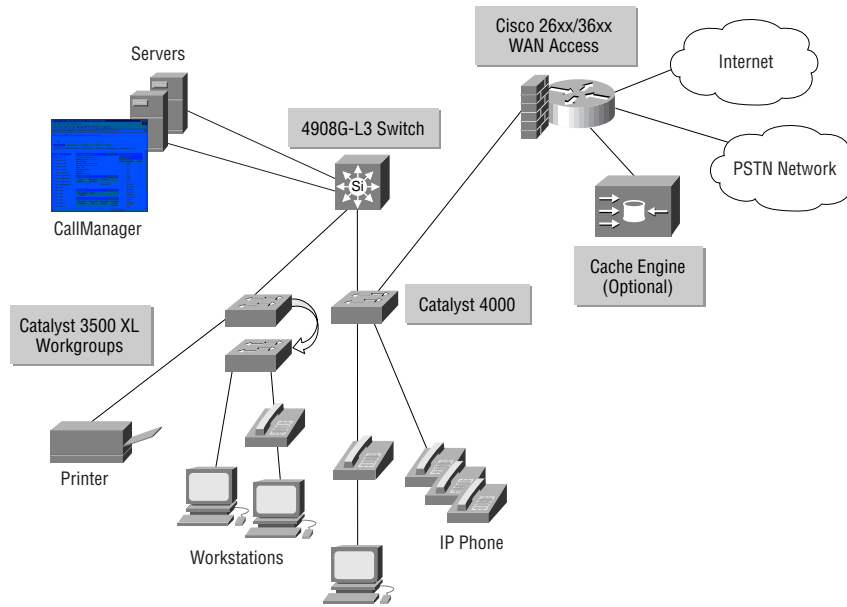 Servers
Cisco 26xx/36xx
WAN Access
Internet
4908G-L3 Switch
PSTN Network
Si
CallManager
Cache Engine
(Optional)
Catalyst 4000
Catalyst 3500 XL
Workgroups
Printer
IP Phone
Workstations